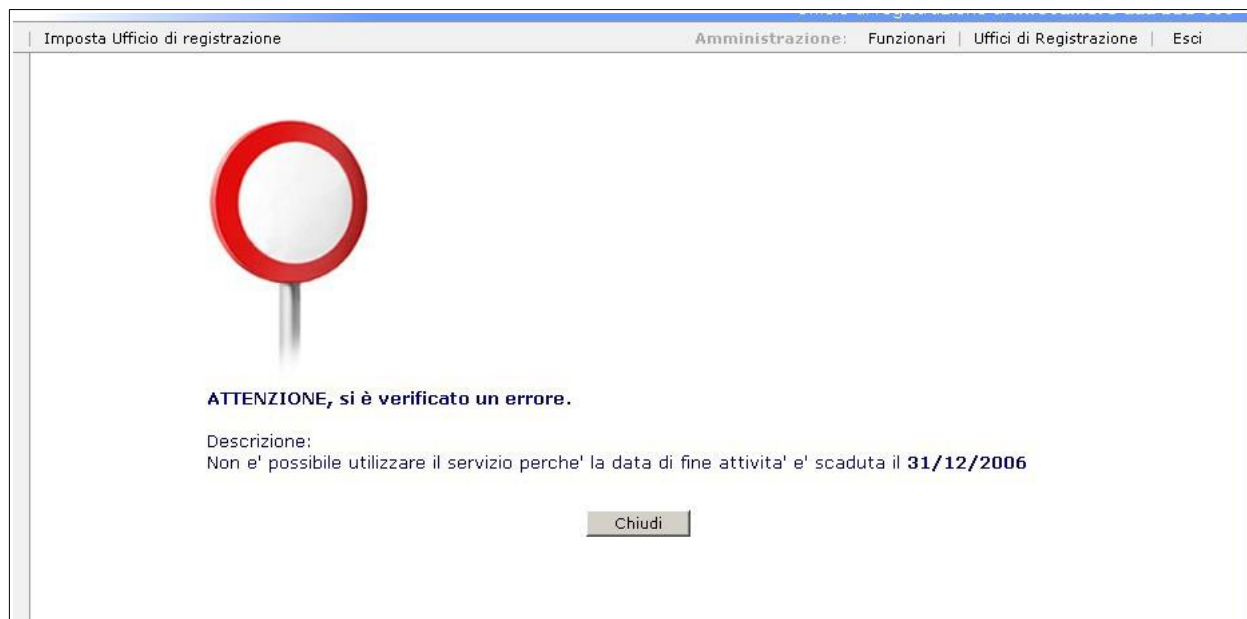 | Imposta Ufficio di registrazione
Amministrazione: Funzionari | Uffici di Registrazione | Esci
ATTENZIONE, si è verificato un errore.
Descrizione:
Non e' possibile utilizzare il servizio perche' la data di fine attivita' e' scaduta il 31/12/2006
Chiudi